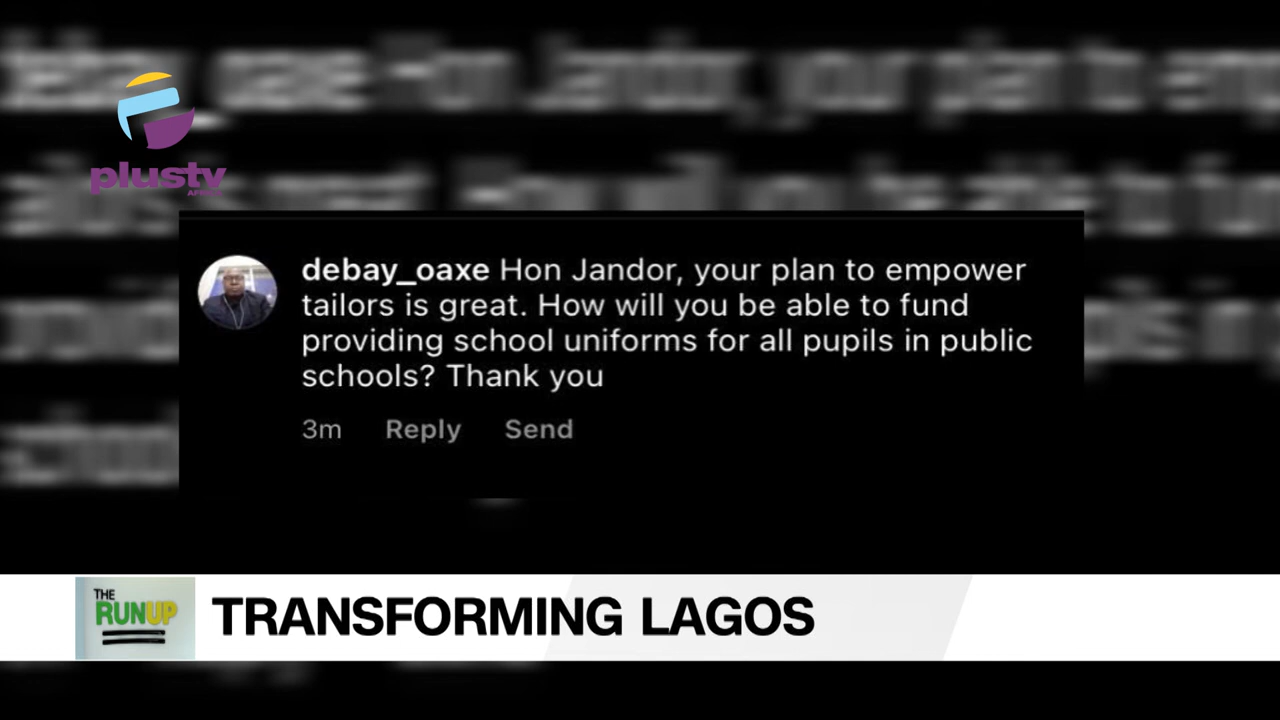 plustv
AFRICA
debay_oaxe Hon Jandor, your plan to empower
tailors is great. How will you be able to fund
providing school uniforms for all pupils in public
schools? Thank you
3m Reply Send
THE
RUNUP
TRANSFORMING LAGOS